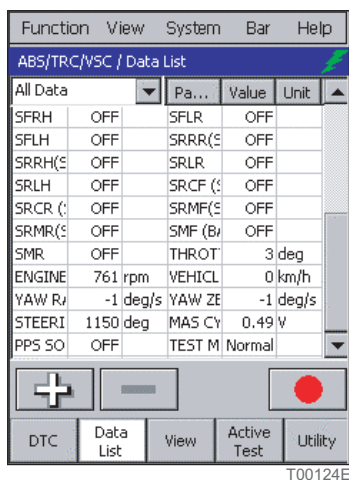 Function View System Bar Help
ABS/TRC/VSC / Data List
All Data Pa... Value Unit
SFRH OFF SFLR OFF
SFLH OFF SRRR(S OFF
SRRH(S OFF SRLR OFF
SRLH OFF SRCF (S OFF
SRCR (S OFF SRMF(S OFF
SRMR(S OFF SMF (BA OFF
SMR OFF THROT 3 deg
ENGINE 761 rpm VEHICL 0 km/h
YAW RA -1 deg/s YAW ZE -1 deg/s
STEERI 1150 deg MAS CY 0.49 V
PPS SO OFF TEST M Normal
DTC Data List View Active Test Utility
T00124E